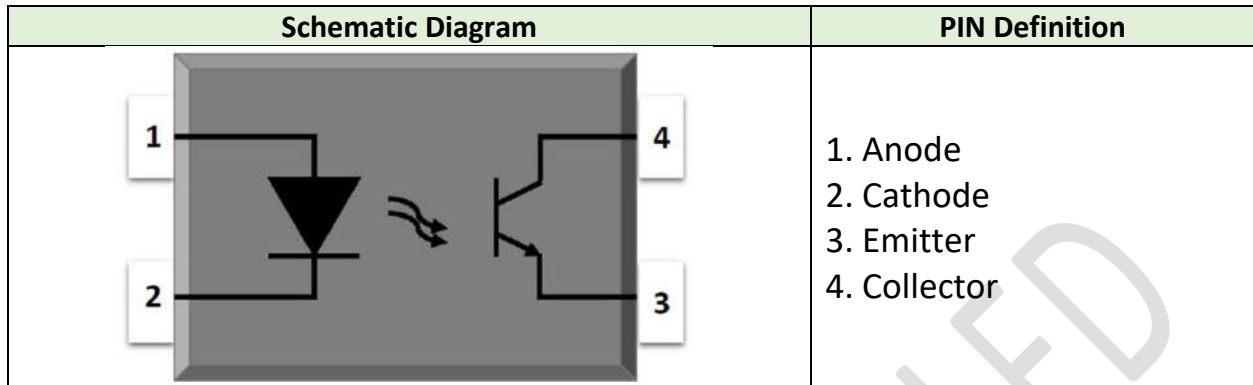 Schematic Diagram
PIN Definition
1
4
2
3
1. Anode
2. Cathode
3. Emitter
4. Collector